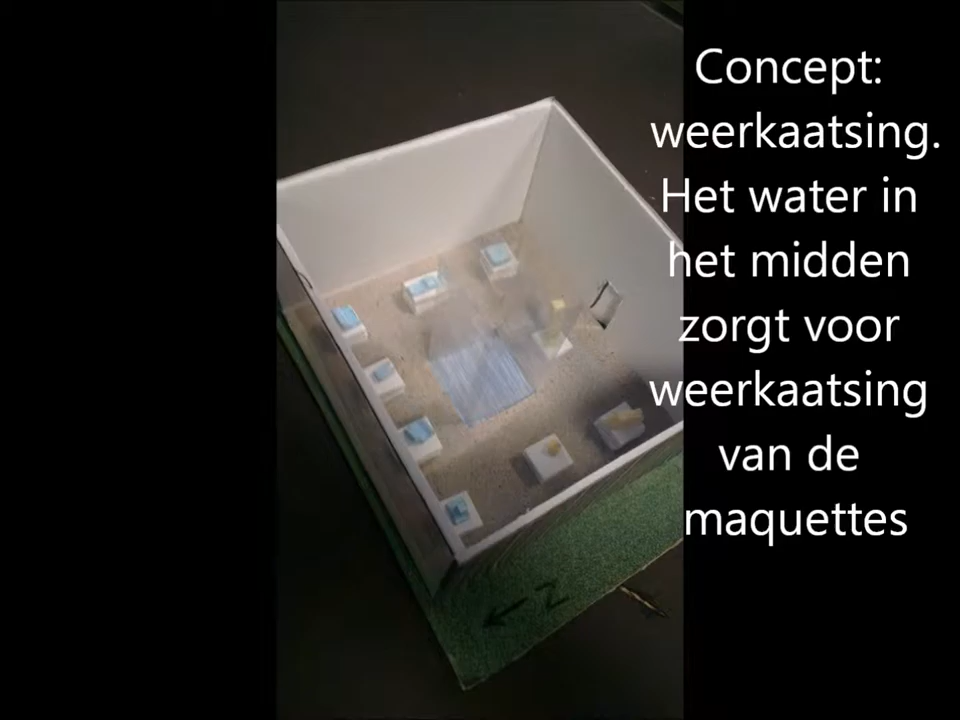 Concept:
weerkaatsing.
Het water in
het midden
zorgt voor
weerkaatsing
van de
maquettes
← Z